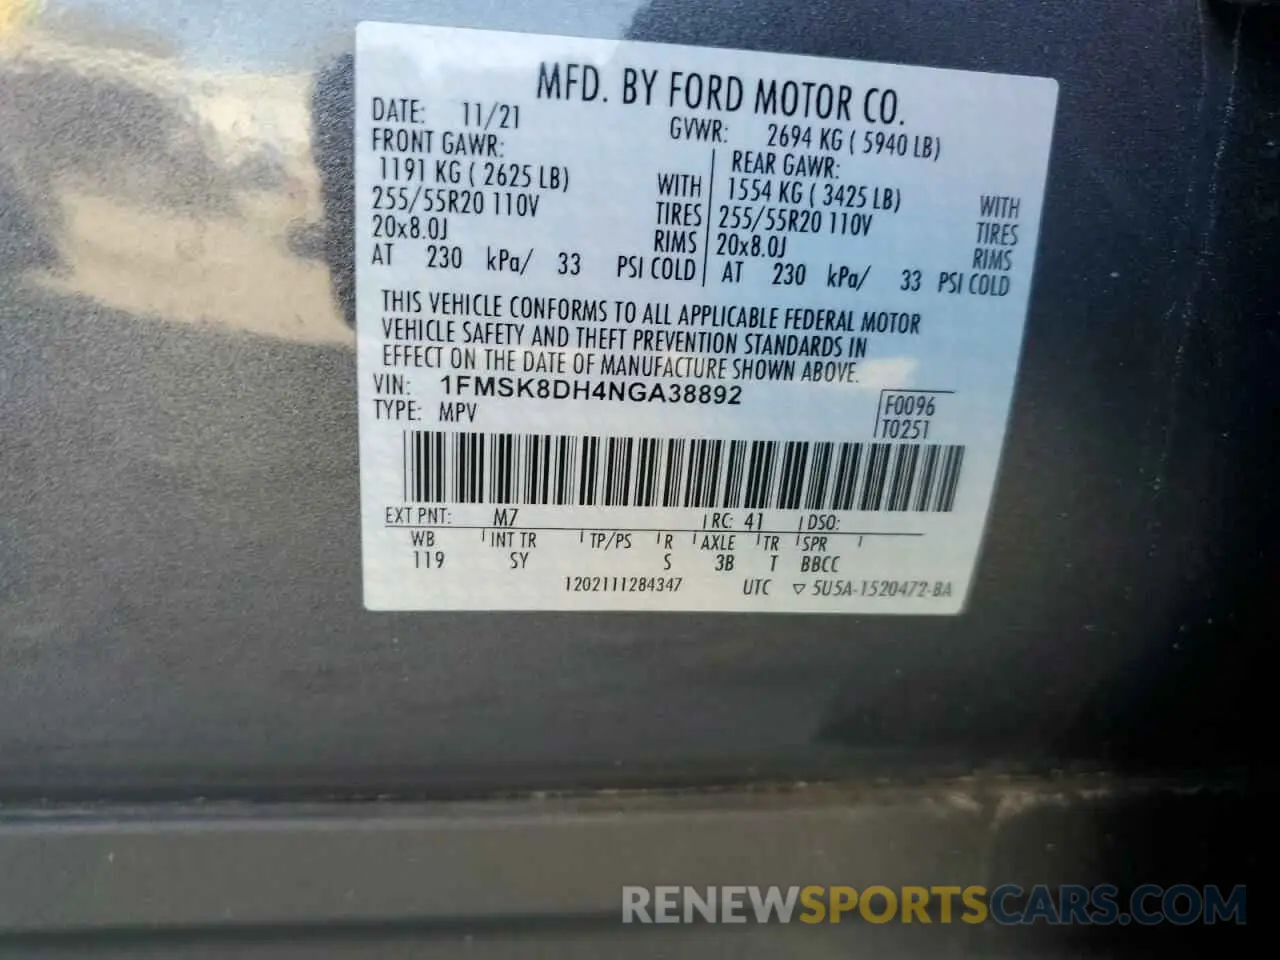 MFD. BY FORD MOTOR CO.
DATE: 11/21 GVWR: 2694 KG ( 5940 LB)
FRONT GAWR: REAR GAWR:
1191 KG ( 2625 LB) WITH 1554 KG ( 3425 LB) WITH
255/55R20 110V TIRES 255/55R20 110V TIRES
20x8.0J RIMS 20x8.0J RIMS
AT 230 kPa/ 33 PSI COLD AT 230 kPa/ 33 PSI COLD
THIS VEHICLE CONFORMS TO ALL APPLICABLE FEDERAL MOTOR
VEHICLE SAFETY AND THEFT PREVENTION STANDARDS IN
EFFECT ON THE DATE OF MANUFACTURE SHOWN ABOVE.
VIN: 1FMSK8DH4NGA38892 F0096
TYPE: MPV T0251
EXT PNT: M7 RC: 41 DSO:
WB INT TR TP/PS R AXLE TR SPR
119 SY S 3B T BBCC
1202111284347 UTC ▽ 5U5A-1520472-BA
RENEWSPORTSCARS.COM